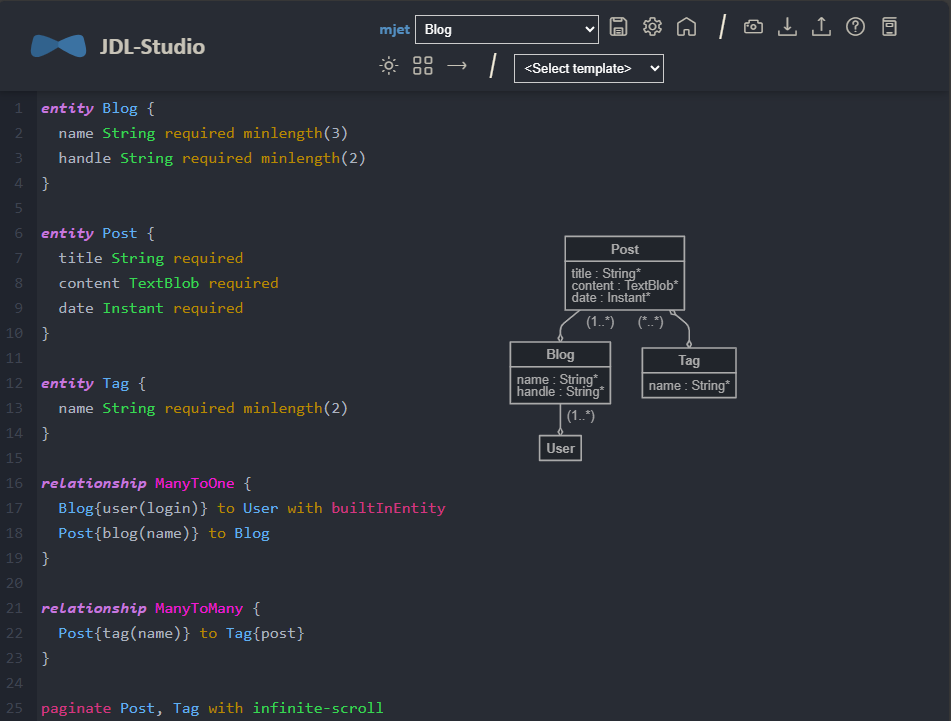 JDL-Studio
mjet Blog /
/ <Select template>
1 entity Blog {
2 name String required minlength(3)
3 handle String required minlength(2)
4 }
5
6 entity Post {
7 title String required
8 content TextBlob required
9 date Instant required
10 }
11
12 entity Tag {
13 name String required minlength(2)
14 }
15
16 relationship ManyToOne {
17 Blog{user(login)} to User with builtInEntity
18 Post{blog(name)} to Blog
19 }
20
21 relationship ManyToMany {
22 Post{tag(name)} to Tag{post}
23 }
24
25 paginate Post, Tag with infinite-scroll
Post
title : String*
content : TextBlob*
date : Instant*
(1..*) (*..*)
Blog
name : String*
handle : String*
Tag
name : String*
(1..*)
User